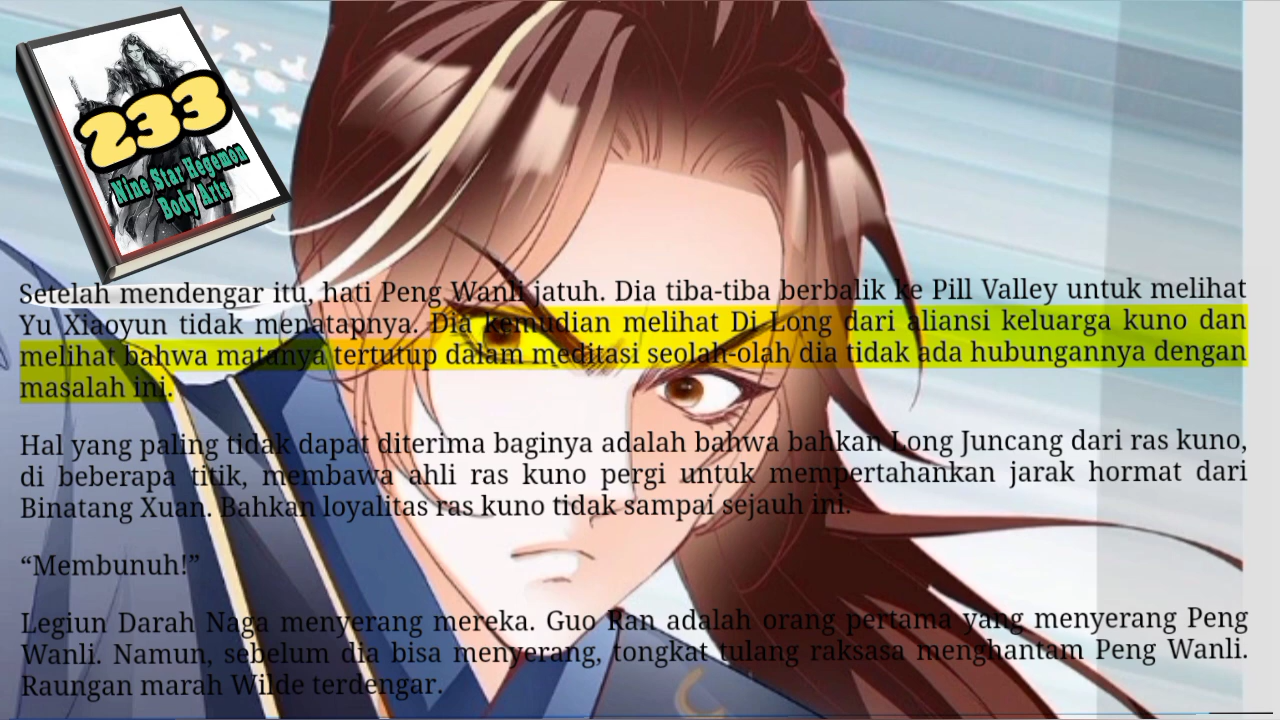 233
Nine Star Hegemon
Body Arts
Setelah mendengar itu, hati Peng Wanli jatuh. Dia tiba-tiba berbalik ke Pill Valley untuk melihat
Yu Xiaoyun tidak menatapnya. Dia kemudian melihat Di Long dari aliansi keluarga kuno dan
melihat bahwa matanya tertutup dalam meditasi seolah-olah dia tidak ada hubungannya dengan
masalah ini.
Hal yang paling tidak dapat diterima baginya adalah bahwa bahkan Long Juncang dari ras kuno,
di beberapa titik, membawa ahli ras kuno pergi untuk mempertahankan jarak hormat dari
Binatang Xuan. Bahkan loyalitas ras kuno tidak sampai sejauh ini.
“Membunuh!”
Legiun Darah Naga menyerang mereka. Guo Ran adalah orang pertama yang menyerang Peng
Wanli. Namun, sebelum dia bisa menyerang, tongkat tulang raksasa menghantam Peng Wanli.
Raungan marah Wilde terdengar.